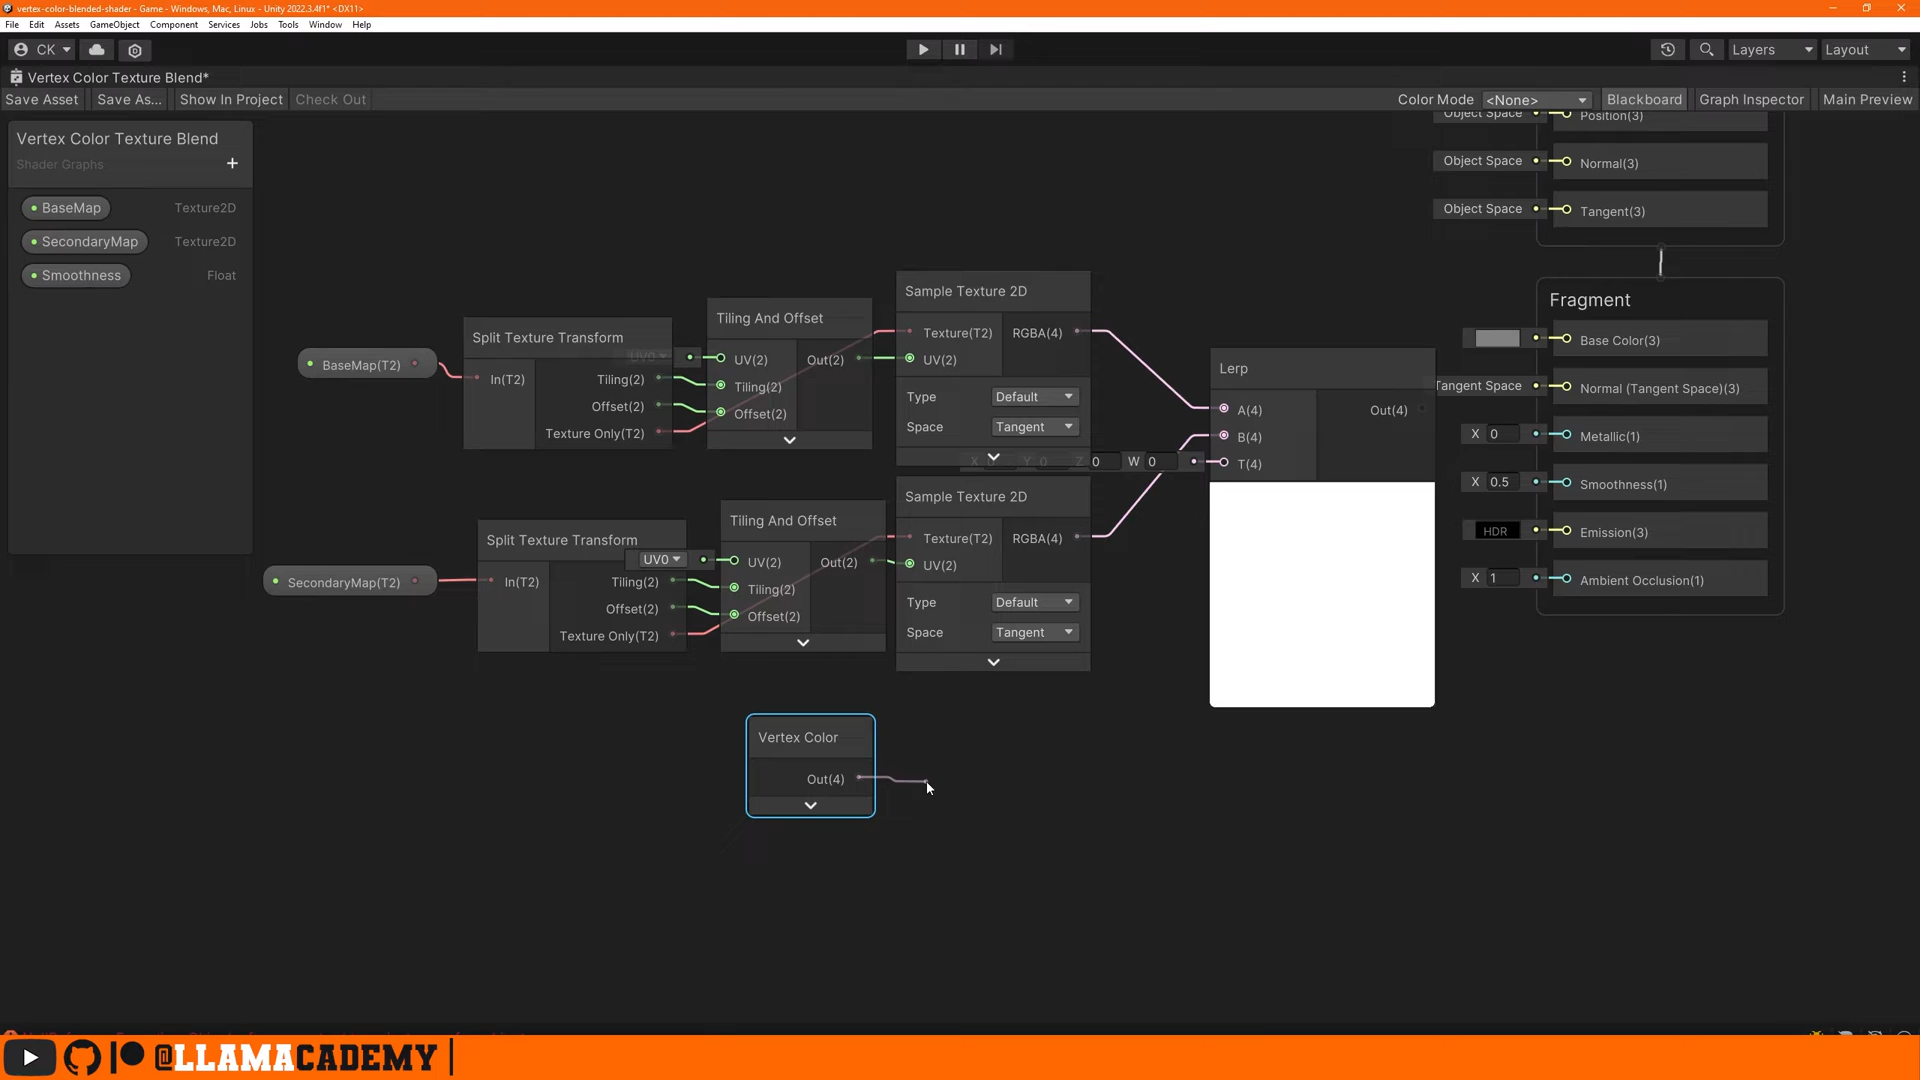 vertex-color-blended-shader - Game - Windows, Mac, Linux - Unity 2022.3.4f1* <DX11>
File Edit Assets GameObject Component Services Jobs Tools Window Help
CK Layers Layout
Vertex Color Texture Blend*
Save Asset Save As... Show In Project Check Out Color Mode <None> Blackboard Graph Inspector Main Preview
Vertex Color Texture Blend
Shader Graphs +
BaseMap Texture2D
SecondaryMap Texture2D
Smoothness Float
Object Space Position(3)
Object Space Normal(3)
Object Space Tangent(3)
BaseMap(T2)
Split Texture Transform
In(T2)
Tiling(2)
Offset(2)
Texture Only(T2)
Tiling And Offset
UV0
UV(2) Out(2)
Tiling(2)
Offset(2)
Sample Texture 2D
Texture(T2) RGBA(4)
UV(2)
Type Default
Space Tangent
SecondaryMap(T2)
Split Texture Transform
In(T2)
Tiling(2)
Offset(2)
Texture Only(T2)
Tiling And Offset
UV0
UV(2) Out(2)
Tiling(2)
Offset(2)
Sample Texture 2D
Texture(T2) RGBA(4)
UV(2)
Type Default
Space Tangent
Lerp
A(4) Out(4)
B(4)
X Y 0 Z 0 W 0 T(4)
Vertex Color
Out(4)
Fragment
Base Color(3)
Tangent Space Normal (Tangent Space)(3)
X 0 Metallic(1)
X 0.5 Smoothness(1)
HDR Emission(3)
X 1 Ambient Occlusion(1)
@LLAMACADEMY